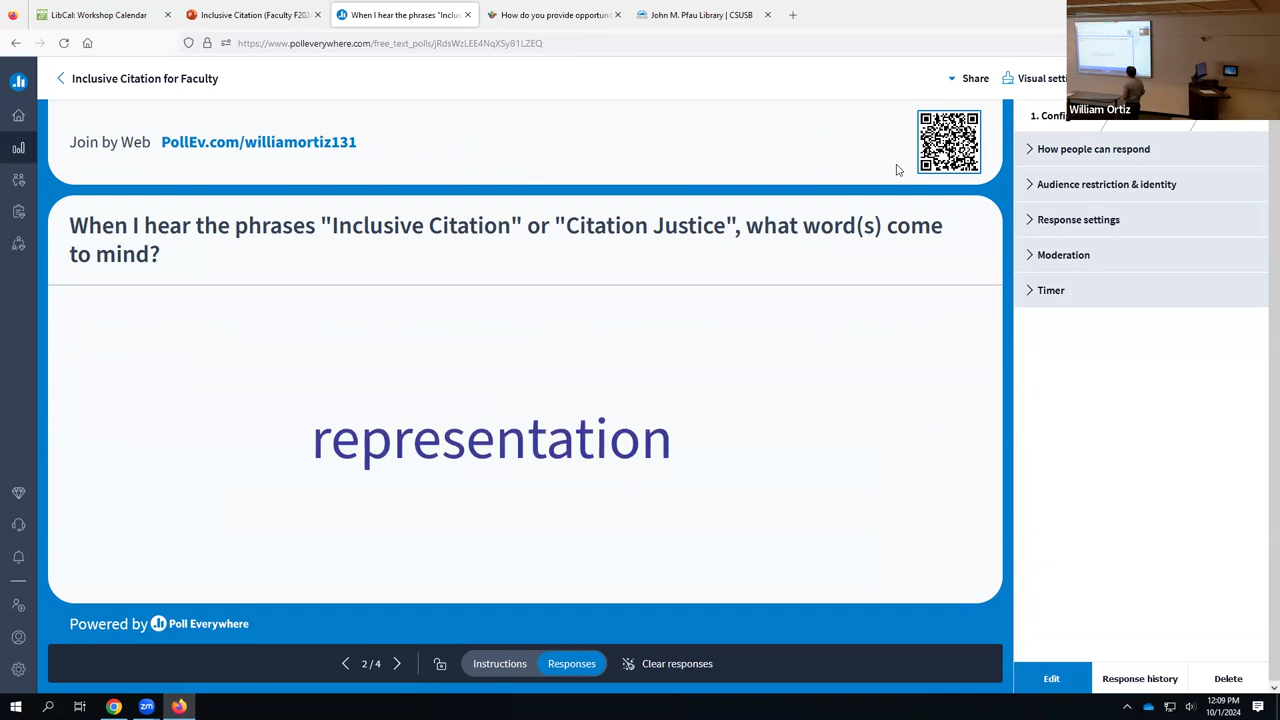 LibCal: Workshop Calendar
Inclusive Citation (Faculty F202
When I hear the phrases "Inclus
How do you provide opportuni
John M. Pfau Library | CSUSB
https://www.polleverywhere.com/
Inclusive Citation for Faculty
Share
Visual setti
William Ortiz
1. Config
Join by Web PollEv.com/williamortiz131
How people can respond
Audience restriction & identity
Response settings
Moderation
Timer
When I hear the phrases "Inclusive Citation" or "Citation Justice", what word(s) come
to mind?
representation
Powered by Poll Everywhere
2 / 4
Instructions
Responses
Clear responses
Edit
Response history
Delete
12:09 PM
10/1/2024